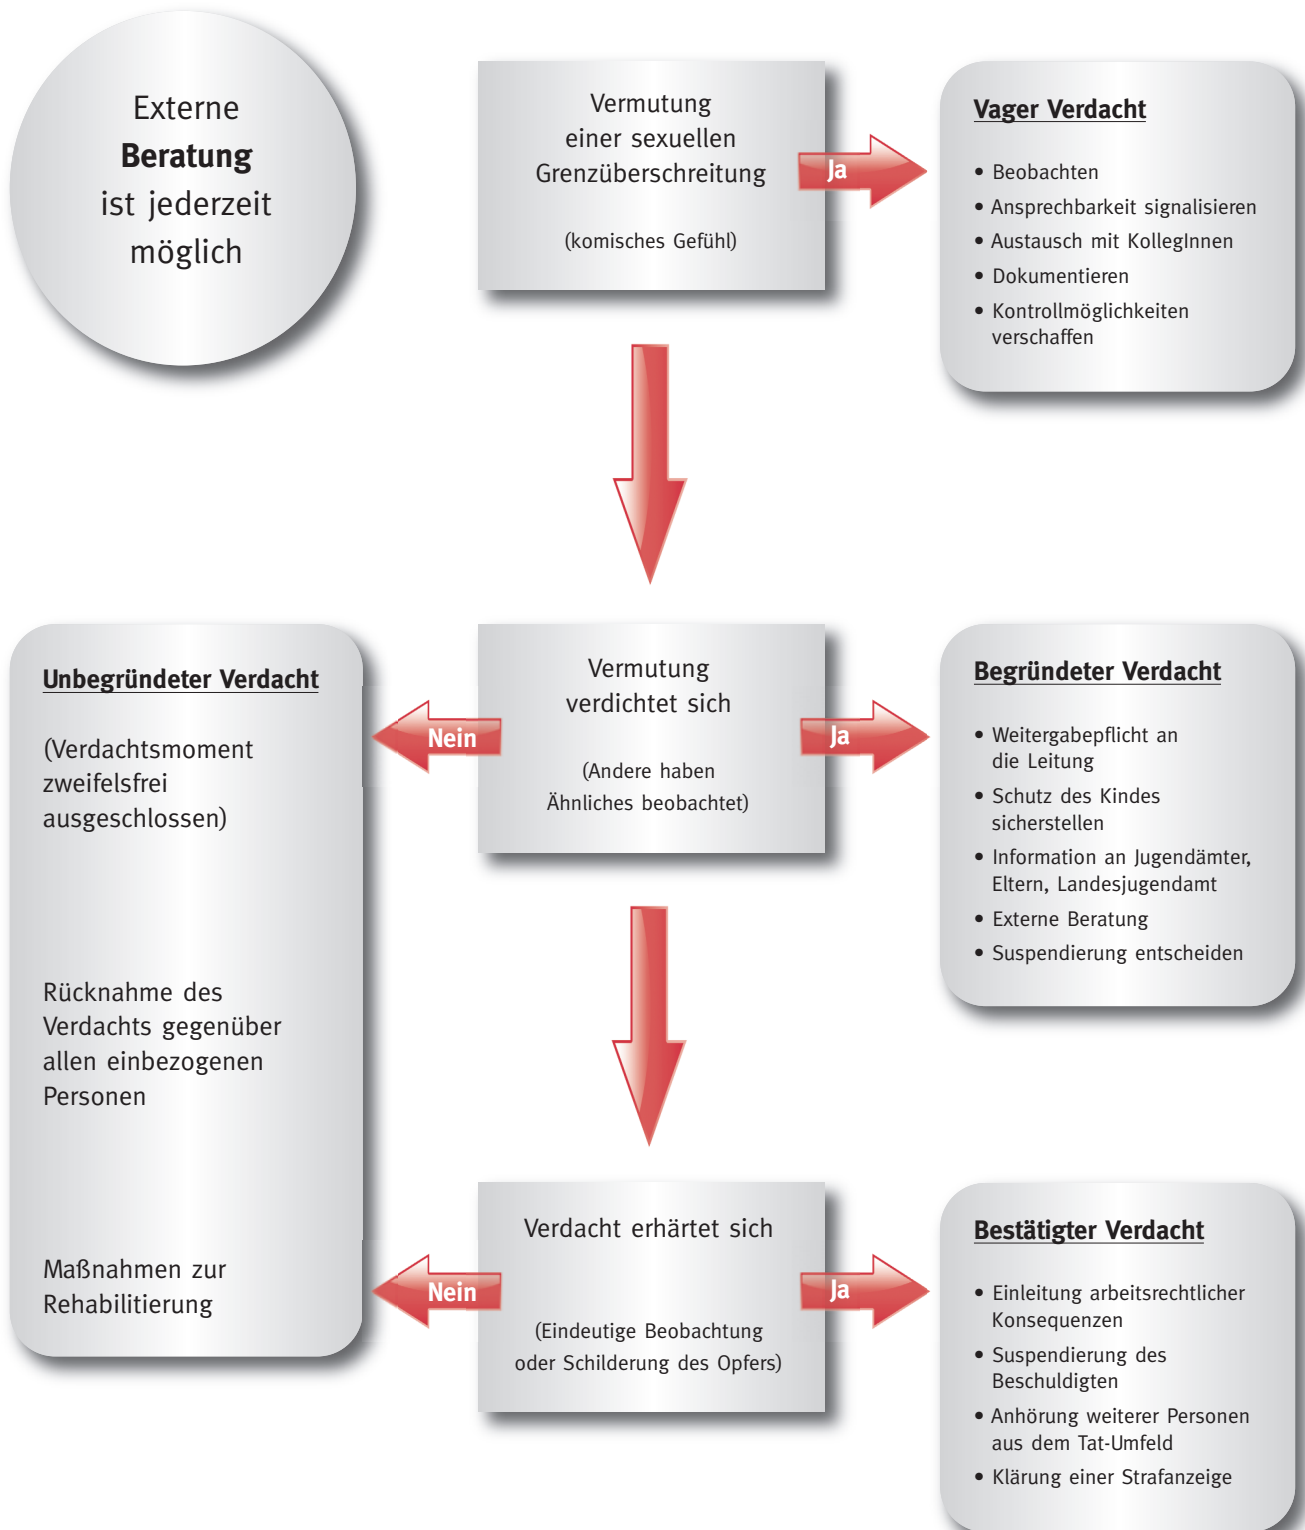 Externe
Beratung
ist jederzeit
möglich
Vermutung
einer sexuellen
Grenzüberschreitung
(komisches Gefühl)
Ja
Vager Verdacht
• Beobachten
• Ansprechbarkeit signalisieren
• Austausch mit KollegInnen
• Dokumentieren
• Kontrollmöglichkeiten
verschaffen
Unbegründeter Verdacht
(Verdachtsmoment
zweifelsfrei
ausgeschlossen)
Rücknahme des
Verdachts gegenüber
allen einbezogenen
Personen
Maßnahmen zur
Rehabilitierung
Nein
Vermutung
verdichtet sich
(Andere haben
Ähnliches beobachtet)
Ja
Begründeter Verdacht
• Weitergabepflicht an
die Leitung
• Schutz des Kindes
sicherstellen
• Information an Jugendämter,
Eltern, Landesjugendamt
• Externe Beratung
• Suspendierung entscheiden
Nein
Verdacht erhärtet sich
(Eindeutige Beobachtung
oder Schilderung des Opfers)
Ja
Bestätigter Verdacht
• Einleitung arbeitsrechtlicher
Konsequenzen
• Suspendierung des
Beschuldigten
• Anhörung weiterer Personen
aus dem Tat-Umfeld
• Klärung einer Strafanzeige